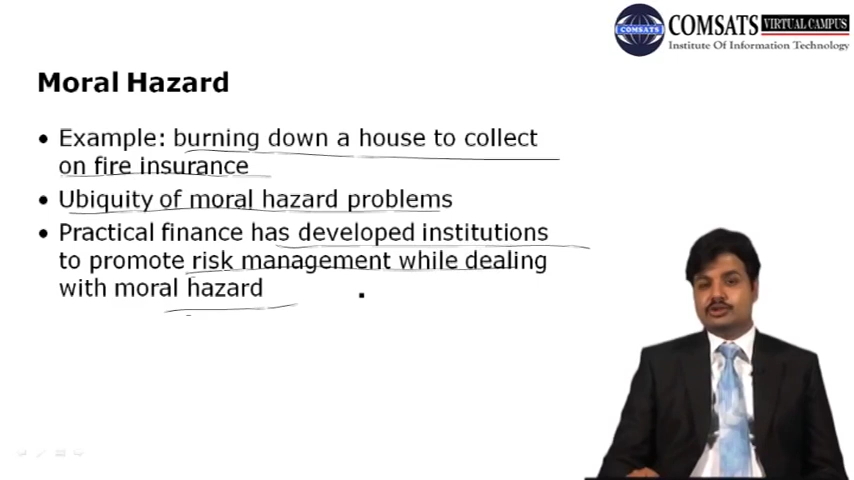 COMSATS VIRTUAL CAMPUS
COMSATS
Institute Of Information Technology
Moral Hazard
• Example: burning down a house to collect
on fire insurance
• Ubiquity of moral hazard problems
• Practical finance has developed institutions
to promote risk management while dealing
with moral hazard